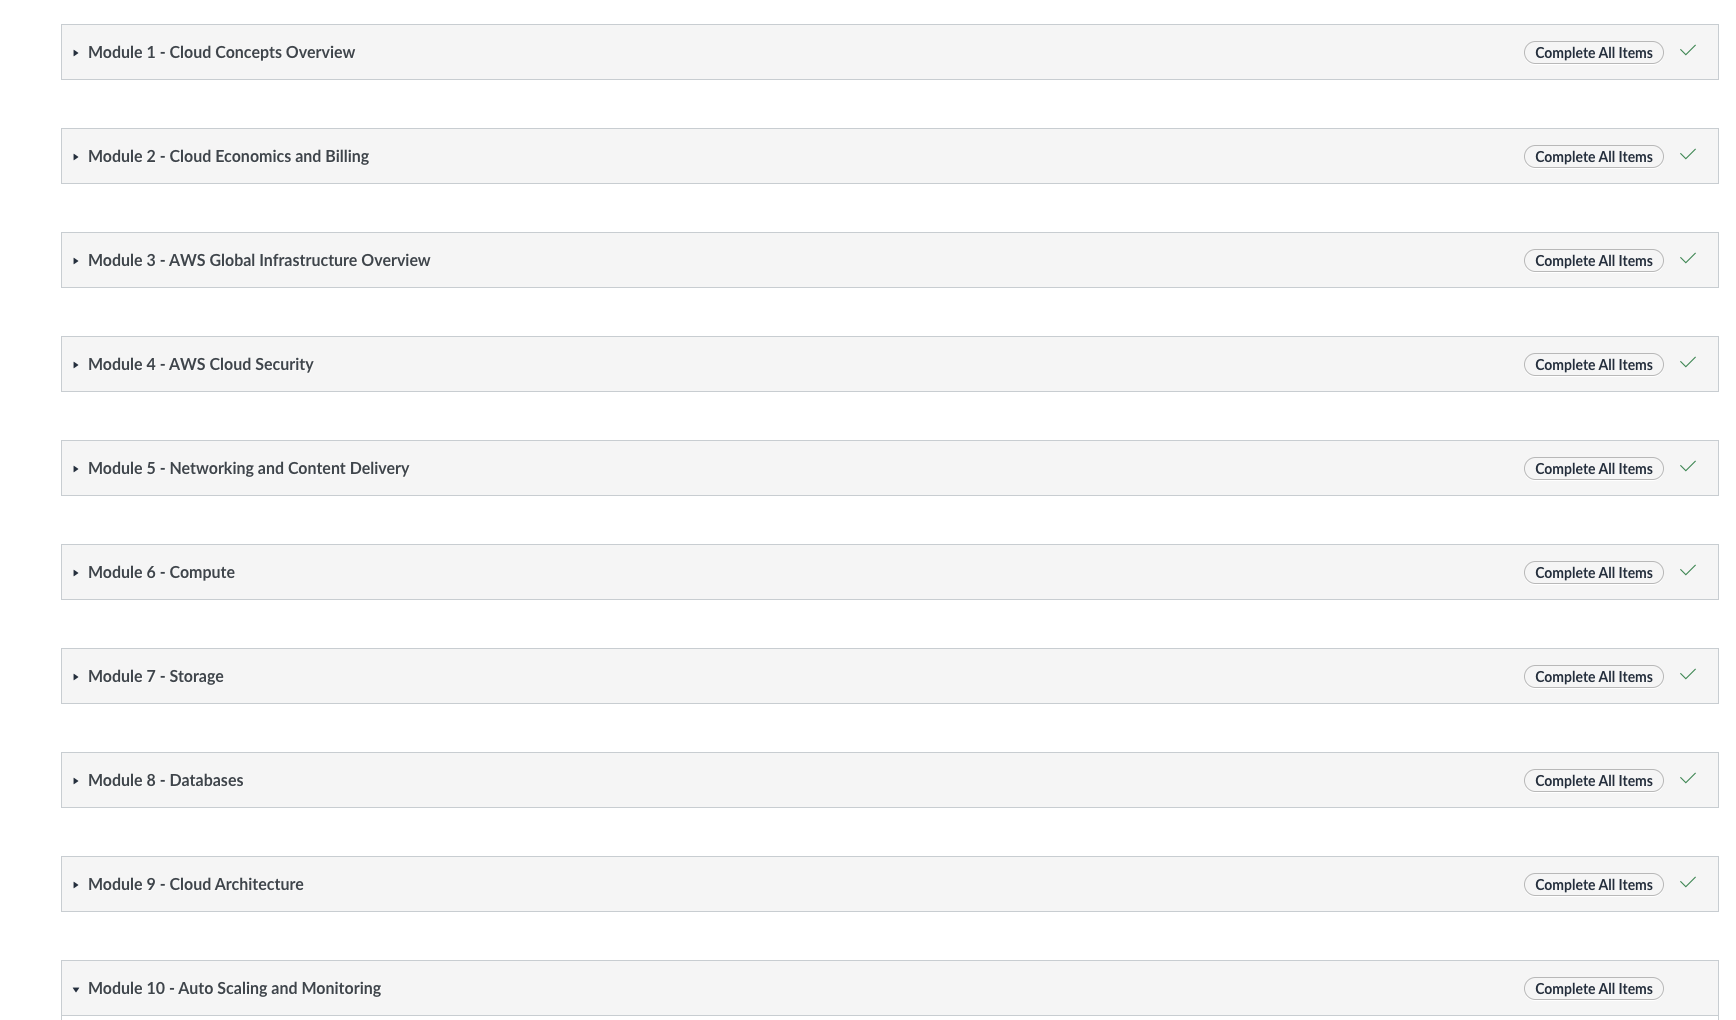 Module 1 - Cloud Concepts Overview Complete All Items
Module 2 - Cloud Economics and Billing Complete All Items
Module 3 - AWS Global Infrastructure Overview Complete All Items
Module 4 - AWS Cloud Security Complete All Items
Module 5 - Networking and Content Delivery Complete All Items
Module 6 - Compute Complete All Items
Module 7 - Storage Complete All Items
Module 8 - Databases Complete All Items
Module 9 - Cloud Architecture Complete All Items
Module 10 - Auto Scaling and Monitoring Complete All Items